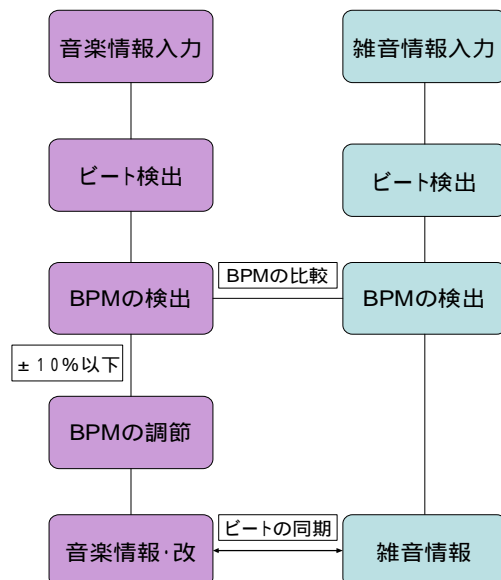 音楽情報入力
雑音情報入力
ビート検出
ビート検出
BPMの検出
BPMの比較
BPMの検出
±10%以下
BPMの調節
音楽情報·改
ビートの同期
雑音情報